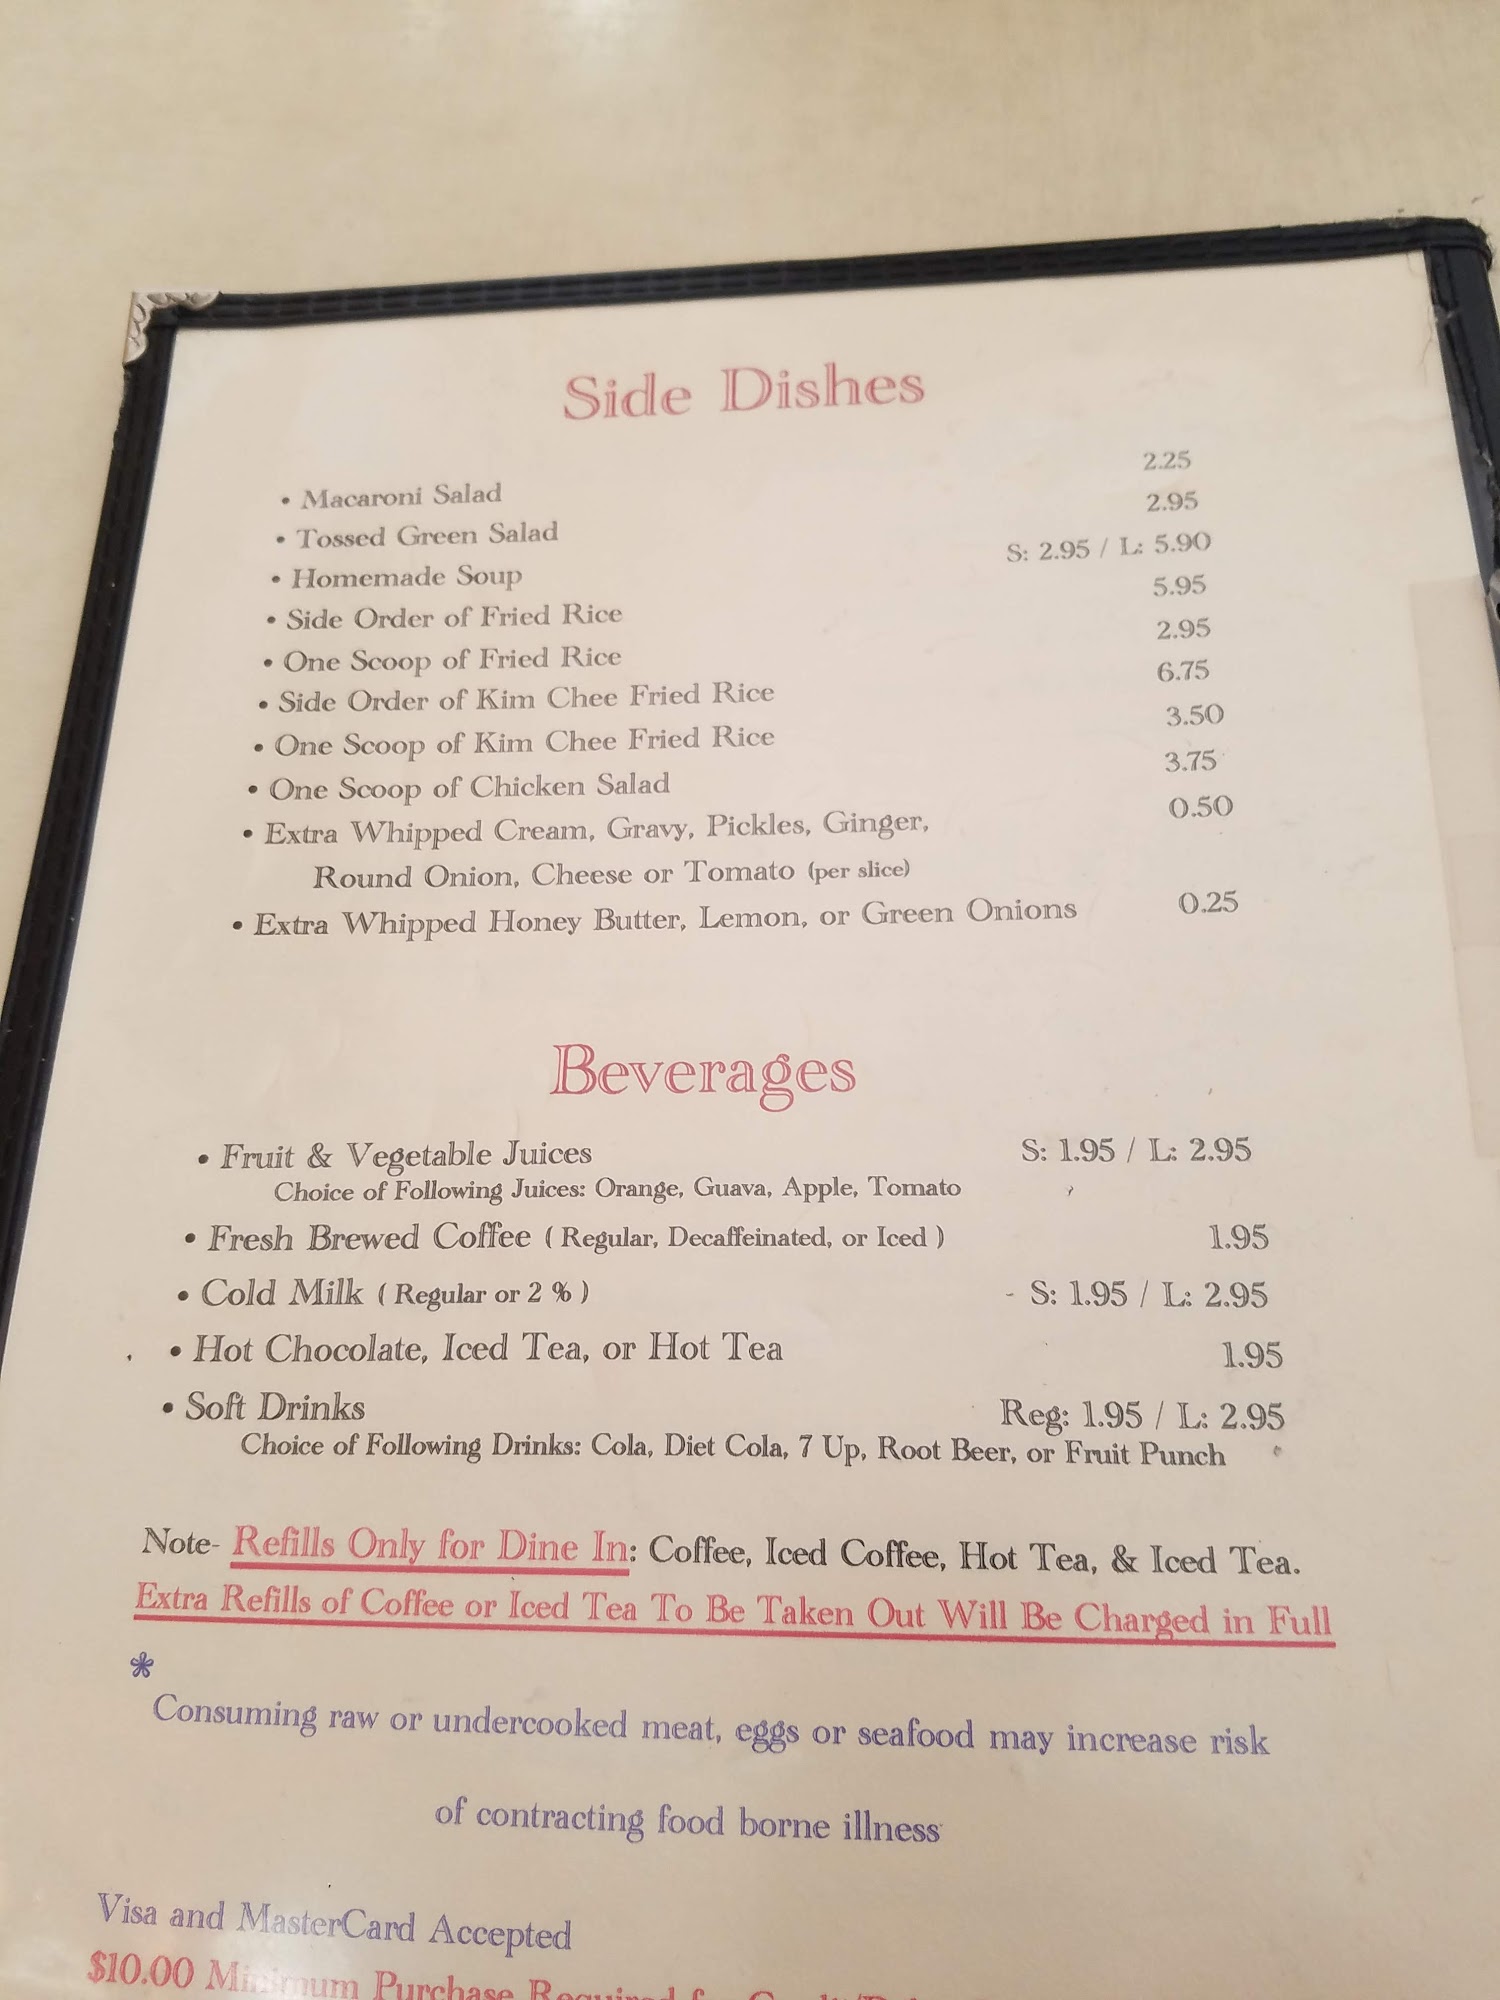 Side Dishes
• Macaroni Salad 2.25
• Tossed Green Salad 2.95
• Homemade Soup S: 2.95 / L: 5.90
• Side Order of Fried Rice 5.95
• One Scoop of Fried Rice 2.95
• Side Order of Kim Chee Fried Rice 6.75
• One Scoop of Kim Chee Fried Rice 3.50
• One Scoop of Chicken Salad 3.75
• Extra Whipped Cream, Gravy, Pickles, Ginger, 0.50
Round Onion, Cheese or Tomato (per slice)
• Extra Whipped Honey Butter, Lemon, or Green Onions 0.25
Beverages
• Fruit & Vegetable Juices S: 1.95 / L: 2.95
Choice of Following Juices: Orange, Guava, Apple, Tomato
• Fresh Brewed Coffee ( Regular, Decaffeinated, or Iced ) 1.95
• Cold Milk ( Regular or 2 % ) - S: 1.95 / L: 2.95
• Hot Chocolate, Iced Tea, or Hot Tea 1.95
• Soft Drinks Reg: 1.95 / L: 2.95
Choice of Following Drinks: Cola, Diet Cola, 7 Up, Root Beer, or Fruit Punch
Note- Refills Only for Dine In: Coffee, Iced Coffee, Hot Tea, & Iced Tea.
Extra Refills of Coffee or Iced Tea To Be Taken Out Will Be Charged in Full
*
Consuming raw or undercooked meat, eggs or seafood may increase risk
of contracting food borne illness
Visa and MasterCard Accepted
$10.00 Minimum Purchase Required